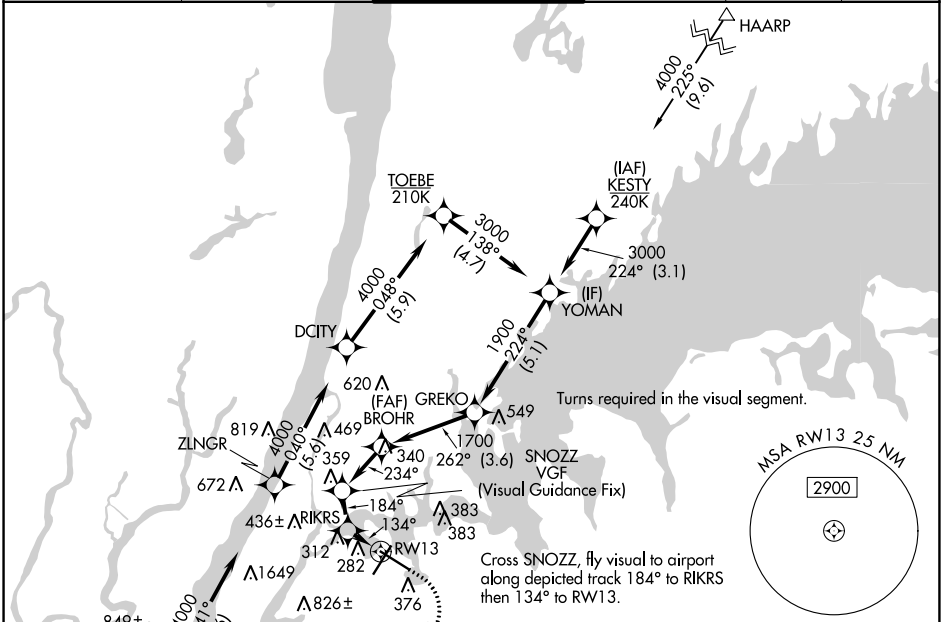 HAARP
4000
225°
(9.6)
(IAF)
KESTY
240K
TOEBE
210K
3000
138°
(4.7)
3000
224° (3.1)
(IF)
YOMAN
4000
048°
(5.9)
DCITY
1900
224°
(5.1)
620
(FAF)
BROHR
GREKO
549
Turns required in the visual segment.
819
469
4000
040°
(5.6)
ZLNGR
359
340
1700
262° (3.6)
234°
SNOZZ
VGF
(Visual Guidance Fix)
MSA RW13 25 NM
2900
672
184°
383
383
436±
RIKRS
134°
312
282
RW13
Cross SNOZZ, fly visual to airport
along depicted track 184° to RIKRS
then 134° to RW13.
1649
376
826±
849±